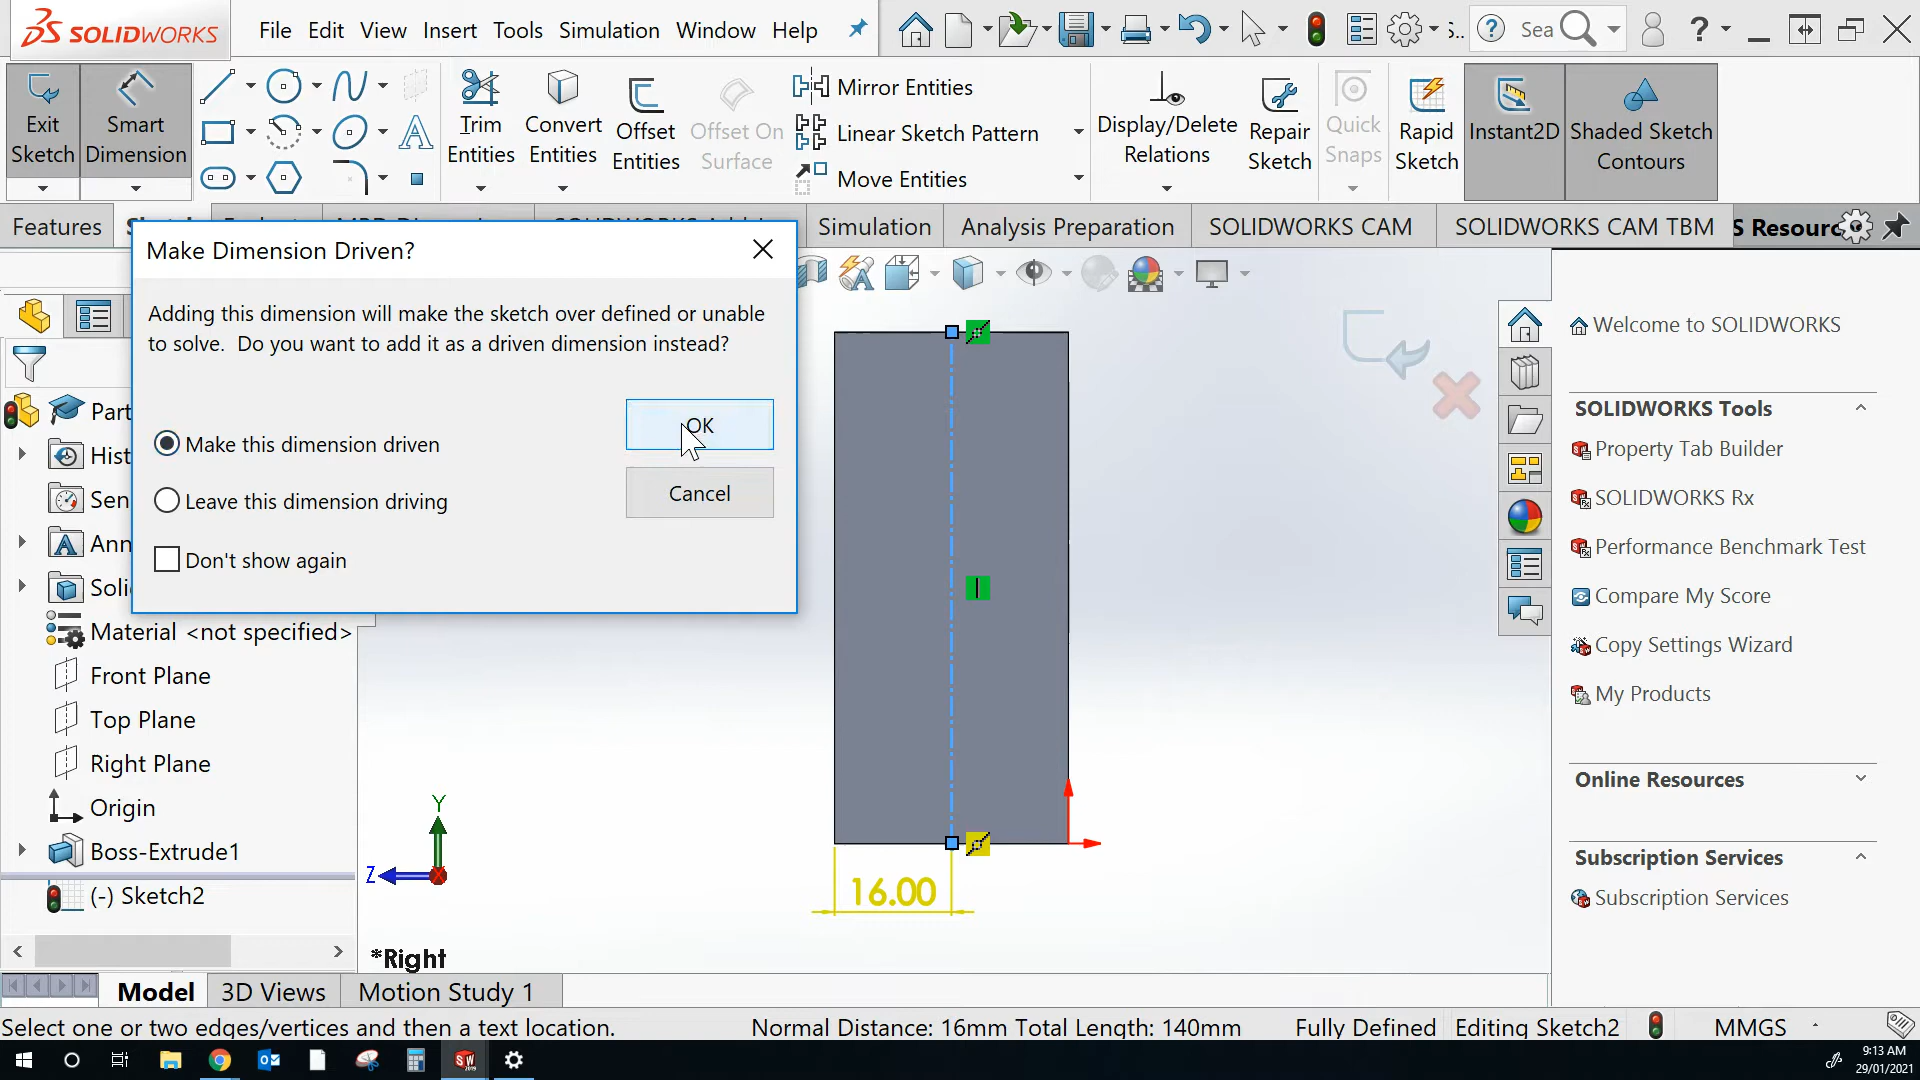 SOLIDWORKS File Edit View Insert Tools Simulation Window Help S.. ? Sea ?
Exit Sketch
Smart Dimension
Trim Entities
Convert Entities
Offset Entities
Offset On Surface
Mirror Entities
Linear Sketch Pattern
Move Entities
Display/Delete Relations
Repair Sketch
Quick Snaps
Rapid Sketch
Instant2D
Shaded Sketch Contours
Features Simulation Analysis Preparation SOLIDWORKS CAM SOLIDWORKS CAM TBM S Resourc
Make Dimension Driven?
Adding this dimension will make the sketch over defined or unable
to solve. Do you want to add it as a driven dimension instead?
OK
Make this dimension driven
Cancel
Leave this dimension driving
Don't show again
Part
Hist
Sen
Ann
Solid
Material <not specified>
Front Plane
Top Plane
Right Plane
Origin
Boss-Extrude1
(-) Sketch2
Y
Z
X
*Right
16.00
Welcome to SOLIDWORKS
SOLIDWORKS Tools
Property Tab Builder
SOLIDWORKS Rx
Performance Benchmark Test
Compare My Score
Copy Settings Wizard
My Products
Online Resources
Subscription Services
Subscription Services
Model 3D Views Motion Study 1
Select one or two edges/vertices and then a text location. Normal Distance: 16mm Total Length: 140mm Fully Defined Editing Sketch2 MMGS
9:13 AM
29/01/2021